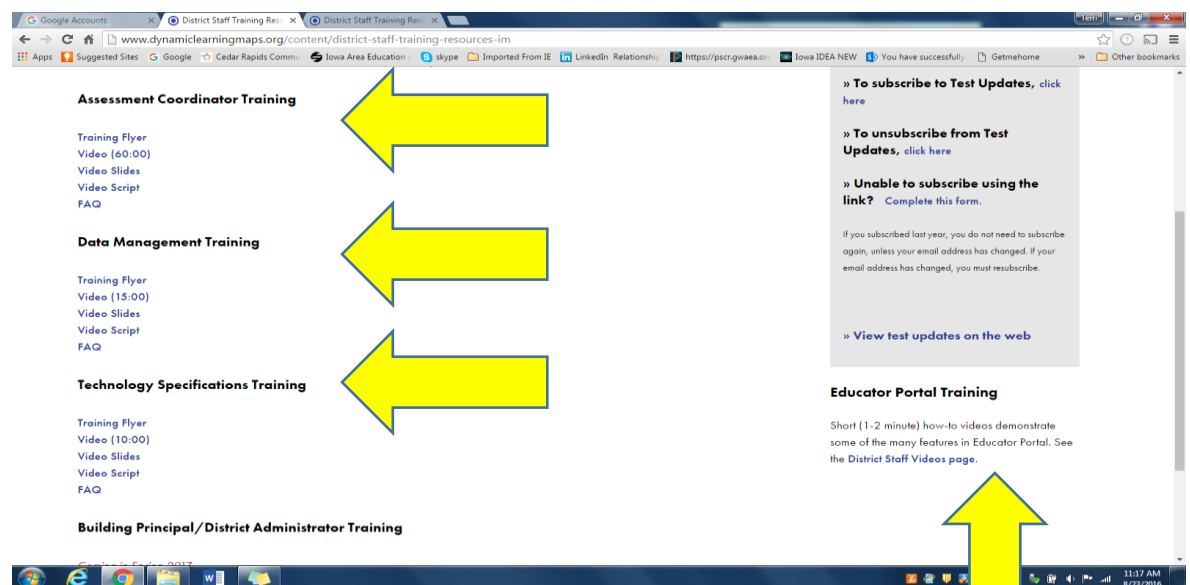 Google Accounts
District Staff Training Res
District Staff Training Res
Terri
www.dynamiclearningmaps.org/content/district-staff-training-resources-im
Apps Suggested Sites Google Cedar Rapids Commu Iowa Area Education skype Imported From IE LinkedIn Relationship https://pscr.gwaea.or Iowa IDEA NEW You have successfully Getmehome » Other bookmarks
Assessment Coordinator Training
Training Flyer
Video (60:00)
Video Slides
Video Script
FAQ
Data Management Training
Training Flyer
Video (15:00)
Video Slides
Video Script
FAQ
Technology Specifications Training
Training Flyer
Video (10:00)
Video Slides
Video Script
FAQ
Building Principal/District Administrator Training
Coming in Spring 2017
» To subscribe to Test Updates, click
here
» To unsubscribe from Test
Updates, click here
» Unable to subscribe using the
link? Complete this form.
If you subscribed last year, you do not need to subscribe
again, unless your email address has changed. If your
email address has changed, you must resubscribe.
» View test updates on the web
Educator Portal Training
Short (1-2 minute) how-to videos demonstrate
some of the many features in Educator Portal. See
the District Staff Videos page.
11:17 AM
8/23/2016